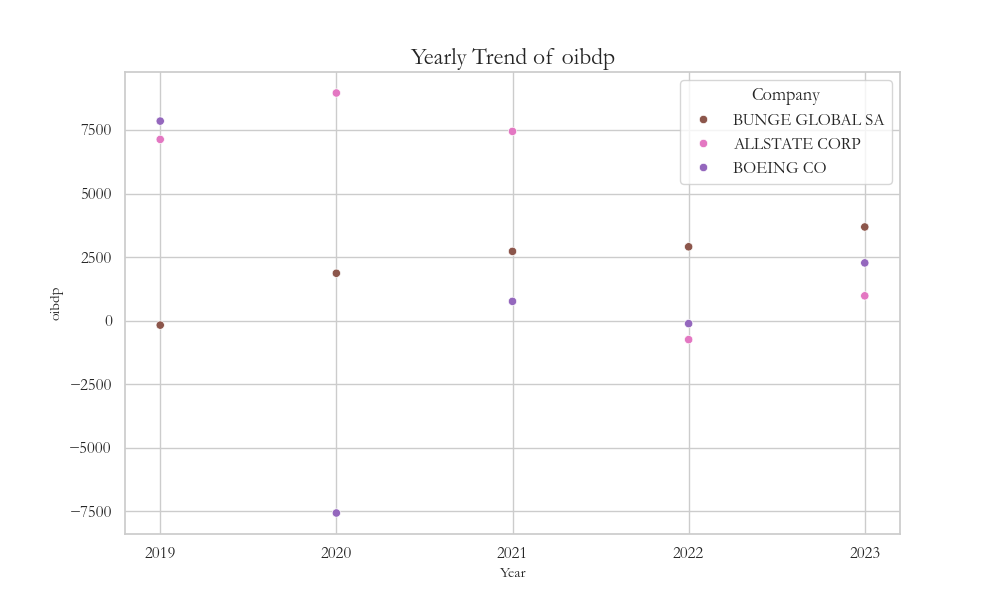 Yearly Trend of oibdp
Company
BUNGE GLOBAL SA
ALLSTATE CORP
BOEING CO
7500
5000
2500
0
−2500
−5000
−7500
oibdp
2019
2020
2021
2022
2023
Year